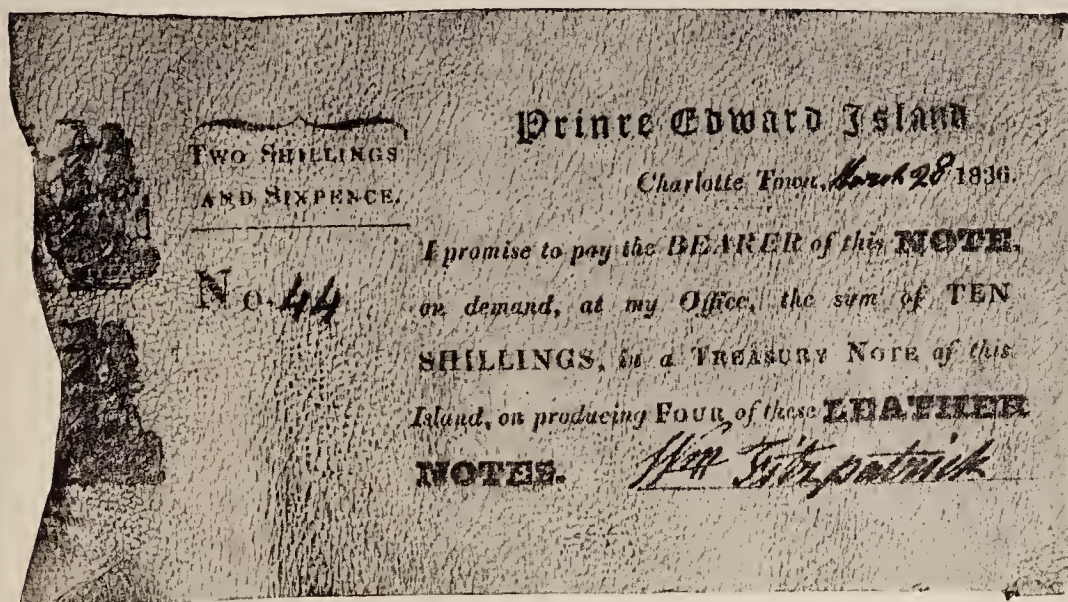 TWO SHILLINGS
AND SIXPENCE.
No. 44
Prince Edward Island
Charlotte Town, March 28 1836.
I promise to pay the BEARER of this NOTE,
on demand, at my Office, the sum of TEN
SHILLINGS, in a TREASURY NOTE of this
Island, on producing FOUR of these LEATHER
NOTES. Wm Fitzpatrick